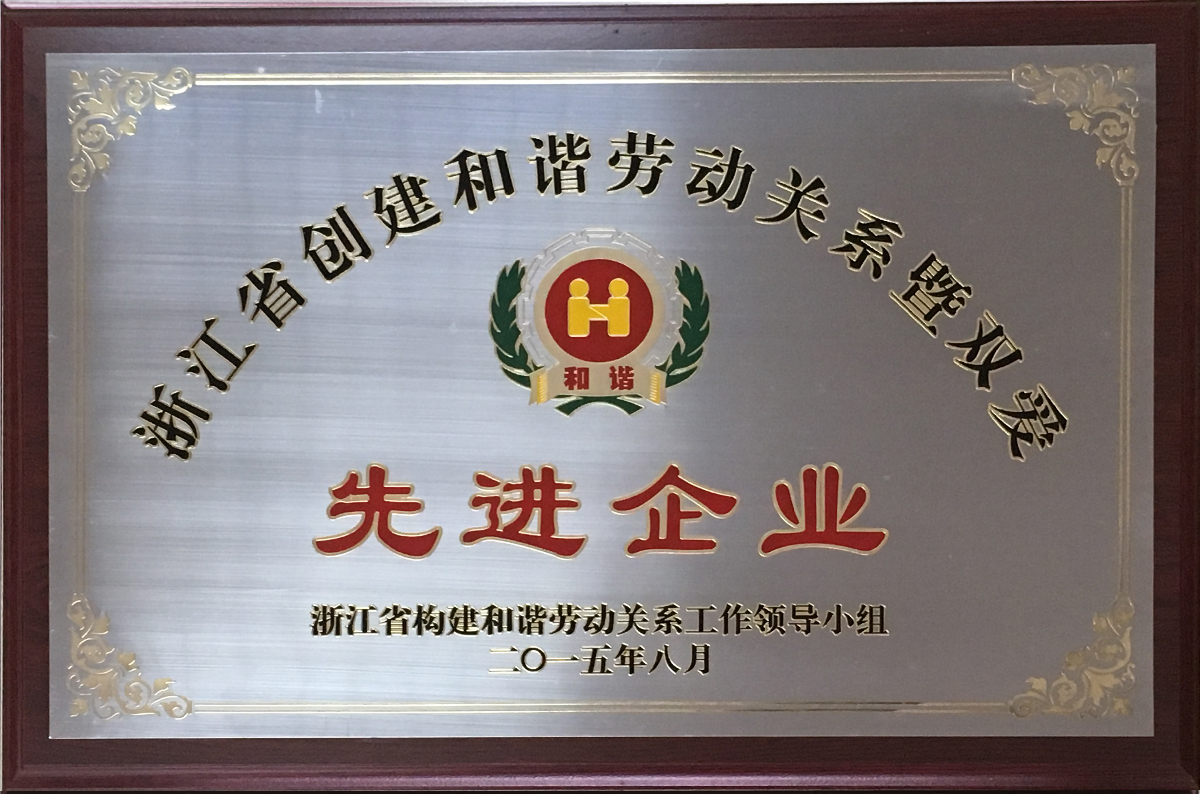 浙江省创建和谐劳动关系暨双爱
和谐
先进企业
浙江省构建和谐劳动关系工作领导小组
二〇一五年八月